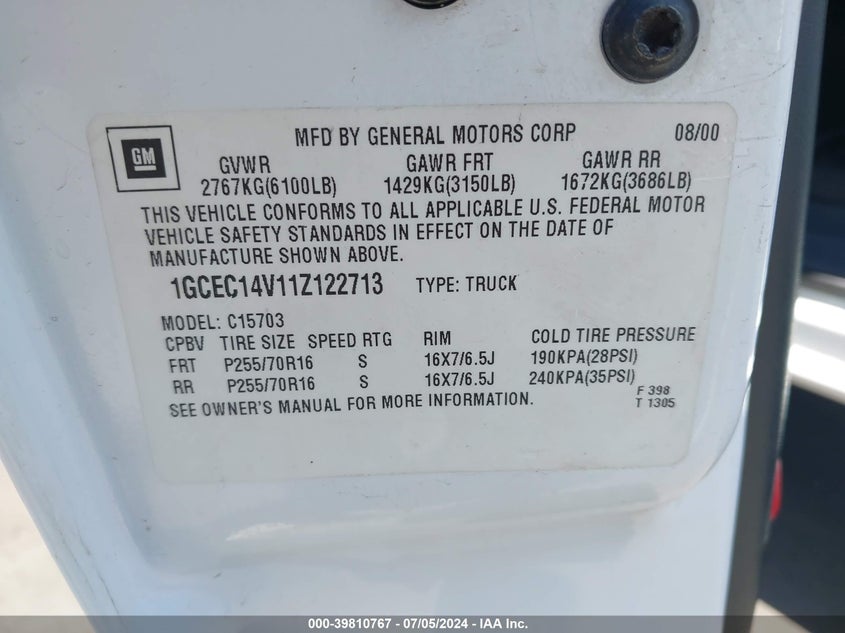 MFD BY GENERAL MOTORS CORP 08/00
GM
GVWR GAWR FRT GAWR RR
2767KG(6100LB) 1429KG(3150LB) 1672KG(3686LB)
THIS VEHICLE CONFORMS TO ALL APPLICABLE U.S. FEDERAL MOTOR
VEHICLE SAFETY STANDARDS IN EFFECT ON THE DATE OF
MANUFACTURE SHOWN ABOVE.
1GCEC14V11Z122713 TYPE: TRUCK
MODEL: C15703
CPBV TIRE SIZE SPEED RTG RIM COLD TIRE PRESSURE
FRT P255/70R16 S 16X7/6.5J 190KPA(28PSI)
RR P255/70R16 S 16X7/6.5J 240KPA(35PSI)
SEE OWNER'S MANUAL FOR MORE INFORMATION.
F 398
T 1305
000-39810767 - 07/05/2024 - IAA Inc.